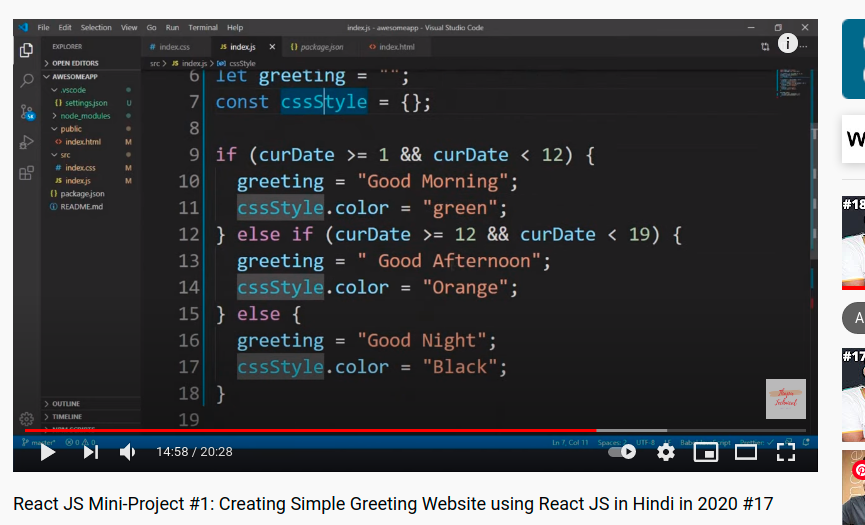 File Edit Selection View Go Run Terminal Help
index.js - awesomeapp - Visual Studio Code
EXPLORER
# index.css
JS index.js ×
{} package.json
<> index.html
> OPEN EDITORS
src > JS index.js > cssStyle
AWESOMEAPP
.vscode
{} settings.json U
> node_modules
public
<> index.html M
src
# index.css M
JS index.js M
{} package.json
README.md
> OUTLINE
> TIMELINE
6 let greeting = "";
7 const cssStyle = {};
8
9 if (curDate >= 1 && curDate < 12) {
10 greeting = "Good Morning";
11 cssStyle.color = "green";
12 } else if (curDate >= 12 && curDate < 19) {
13 greeting = " Good Afternoon";
14 cssStyle.color = "Orange";
15 } else {
16 greeting = "Good Night";
17 cssStyle.color = "Black";
18 }
19
Thapa
Technical
Ln 7, Col 11 Spaces: UTF-8
14:58 / 20:28
React JS Mini-Project #1: Creating Simple Greeting Website using React JS in Hindi in 2020 #17
W
#18
A
#17